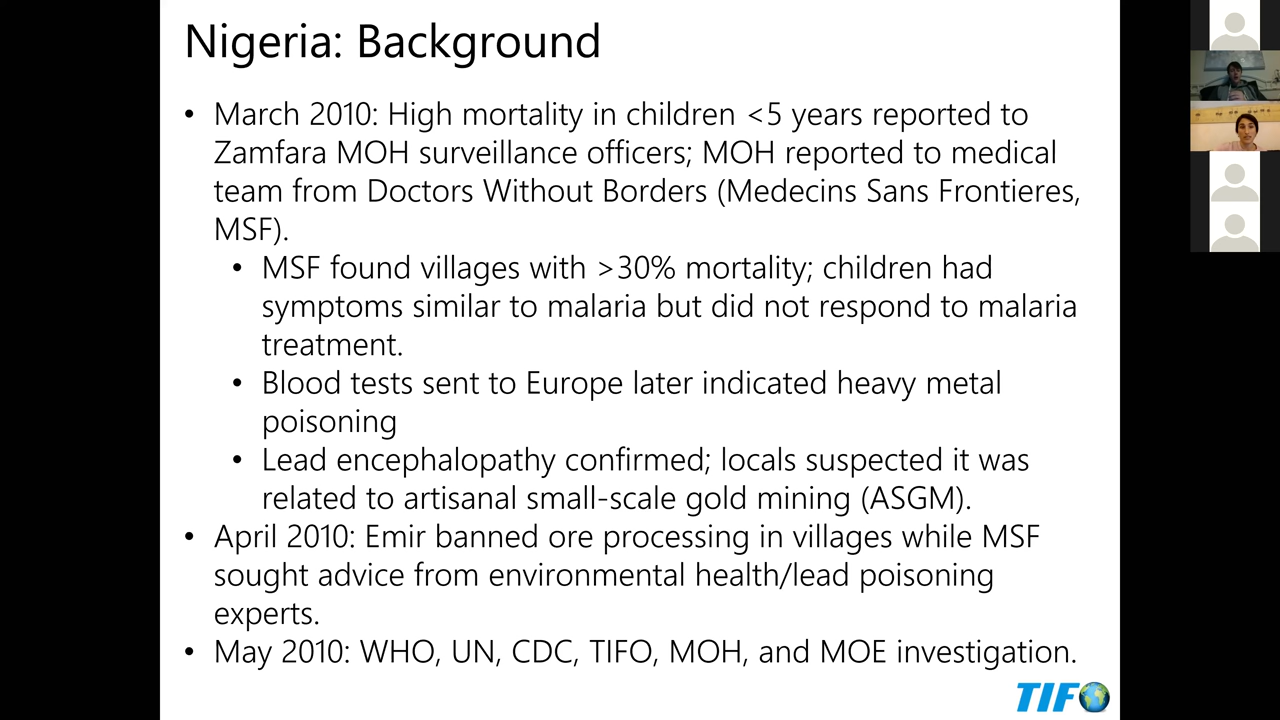 Nigeria: Background
• March 2010: High mortality in children <5 years reported to
Zamfara MOH surveillance officers; MOH reported to medical
team from Doctors Without Borders (Medecins Sans Frontieres,
MSF).
• MSF found villages with >30% mortality; children had
symptoms similar to malaria but did not respond to malaria
treatment.
• Blood tests sent to Europe later indicated heavy metal
poisoning
• Lead encephalopathy confirmed; locals suspected it was
related to artisanal small-scale gold mining (ASGM).
• April 2010: Emir banned ore processing in villages while MSF
sought advice from environmental health/lead poisoning
experts.
• May 2010: WHO, UN, CDC, TIFO, MOH, and MOE investigation.
TIFO